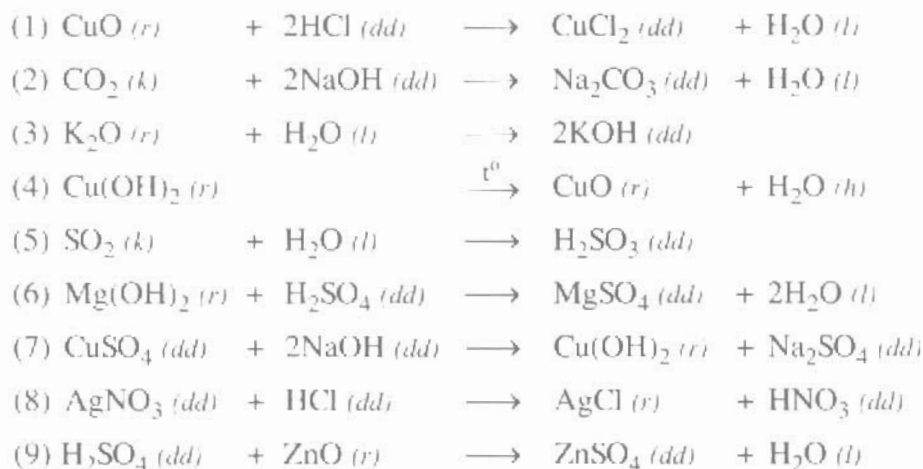 (1) CuO (r) + 2HCl (dd) ⟶ CuCl₂ (dd) + H₂O (l)
(2) CO₂ (k) + 2NaOH (dd) ⟶ Na₂CO₃ (dd) + H₂O (l)
(3) K₂O (r) + H₂O (l) ⟶ 2KOH (dd)
(4) Cu(OH)₂ (r) t⁰ ⟶ CuO (r) + H₂O (h)
(5) SO₂ (k) + H₂O (l) ⟶ H₂SO₃ (dd)
(6) Mg(OH)₂ (r) + H₂SO₄ (dd) ⟶ MgSO₄ (dd) + 2H₂O (l)
(7) CuSO₄ (dd) + 2NaOH (dd) ⟶ Cu(OH)₂ (r) + Na₂SO₄ (dd)
(8) AgNO₃ (dd) + HCl (dd) ⟶ AgCl (r) + HNO₃ (dd)
(9) H₂SO₄ (dd) + ZnO (r) ⟶ ZnSO₄ (dd) + H₂O (l)